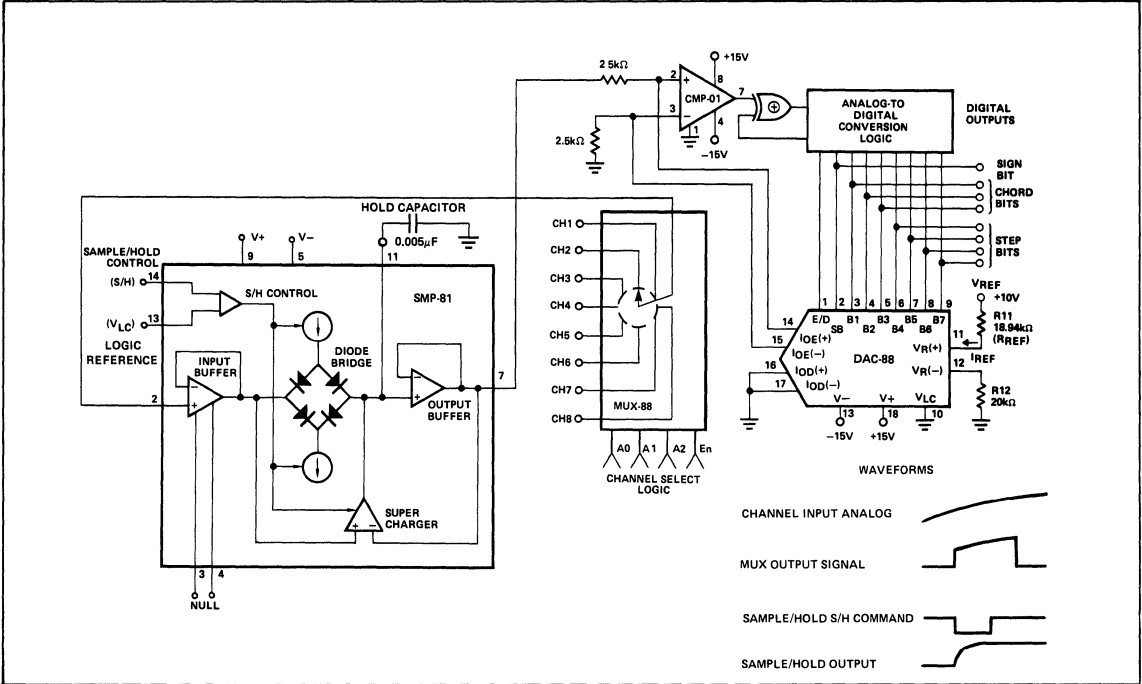 +15V
2 5kΩ
2
+
8
CMP-01
7
3
−
1
4
−15V
2.5kΩ
+
ANALOG-TO
DIGITAL
CONVERSION
LOGIC
DIGITAL
OUTPUTS
SIGN
BIT
CHORD
BITS
STEP
BITS
HOLD CAPACITOR
0.005μF
V+
V−
9
5
11
SAMPLE/HOLD
CONTROL
(S/H)
14
S/H CONTROL
SMP-81
(VLC)
13
LOGIC
REFERENCE
INPUT
BUFFER
−
+
2
DIODE
BRIDGE
−
+
OUTPUT
BUFFER
7
SUPER
CHARGER
+ −
3 4
NULL
CH1
CH2
CH3
CH4
CH5
CH6
CH7
CH8
MUX-88
A0 A1 A2 En
CHANNEL SELECT
LOGIC
1 2 3 4 5 6 7 8 9
E/D SB B1 B2 B3 B4 B5 B6 B7
VREF
+10V
R11
18.94kΩ
(RREF)
IREF
14
IOE(+)
15
IOE(−)
16
IOD(+)
17
IOD(−)
DAC-88
11
VR(+)
12
VR(−)
R12
20kΩ
V− V+ VLC
13 18 10
−15V +15V
WAVEFORMS
CHANNEL INPUT ANALOG
MUX OUTPUT SIGNAL
SAMPLE/HOLD S/H COMMAND
SAMPLE/HOLD OUTPUT